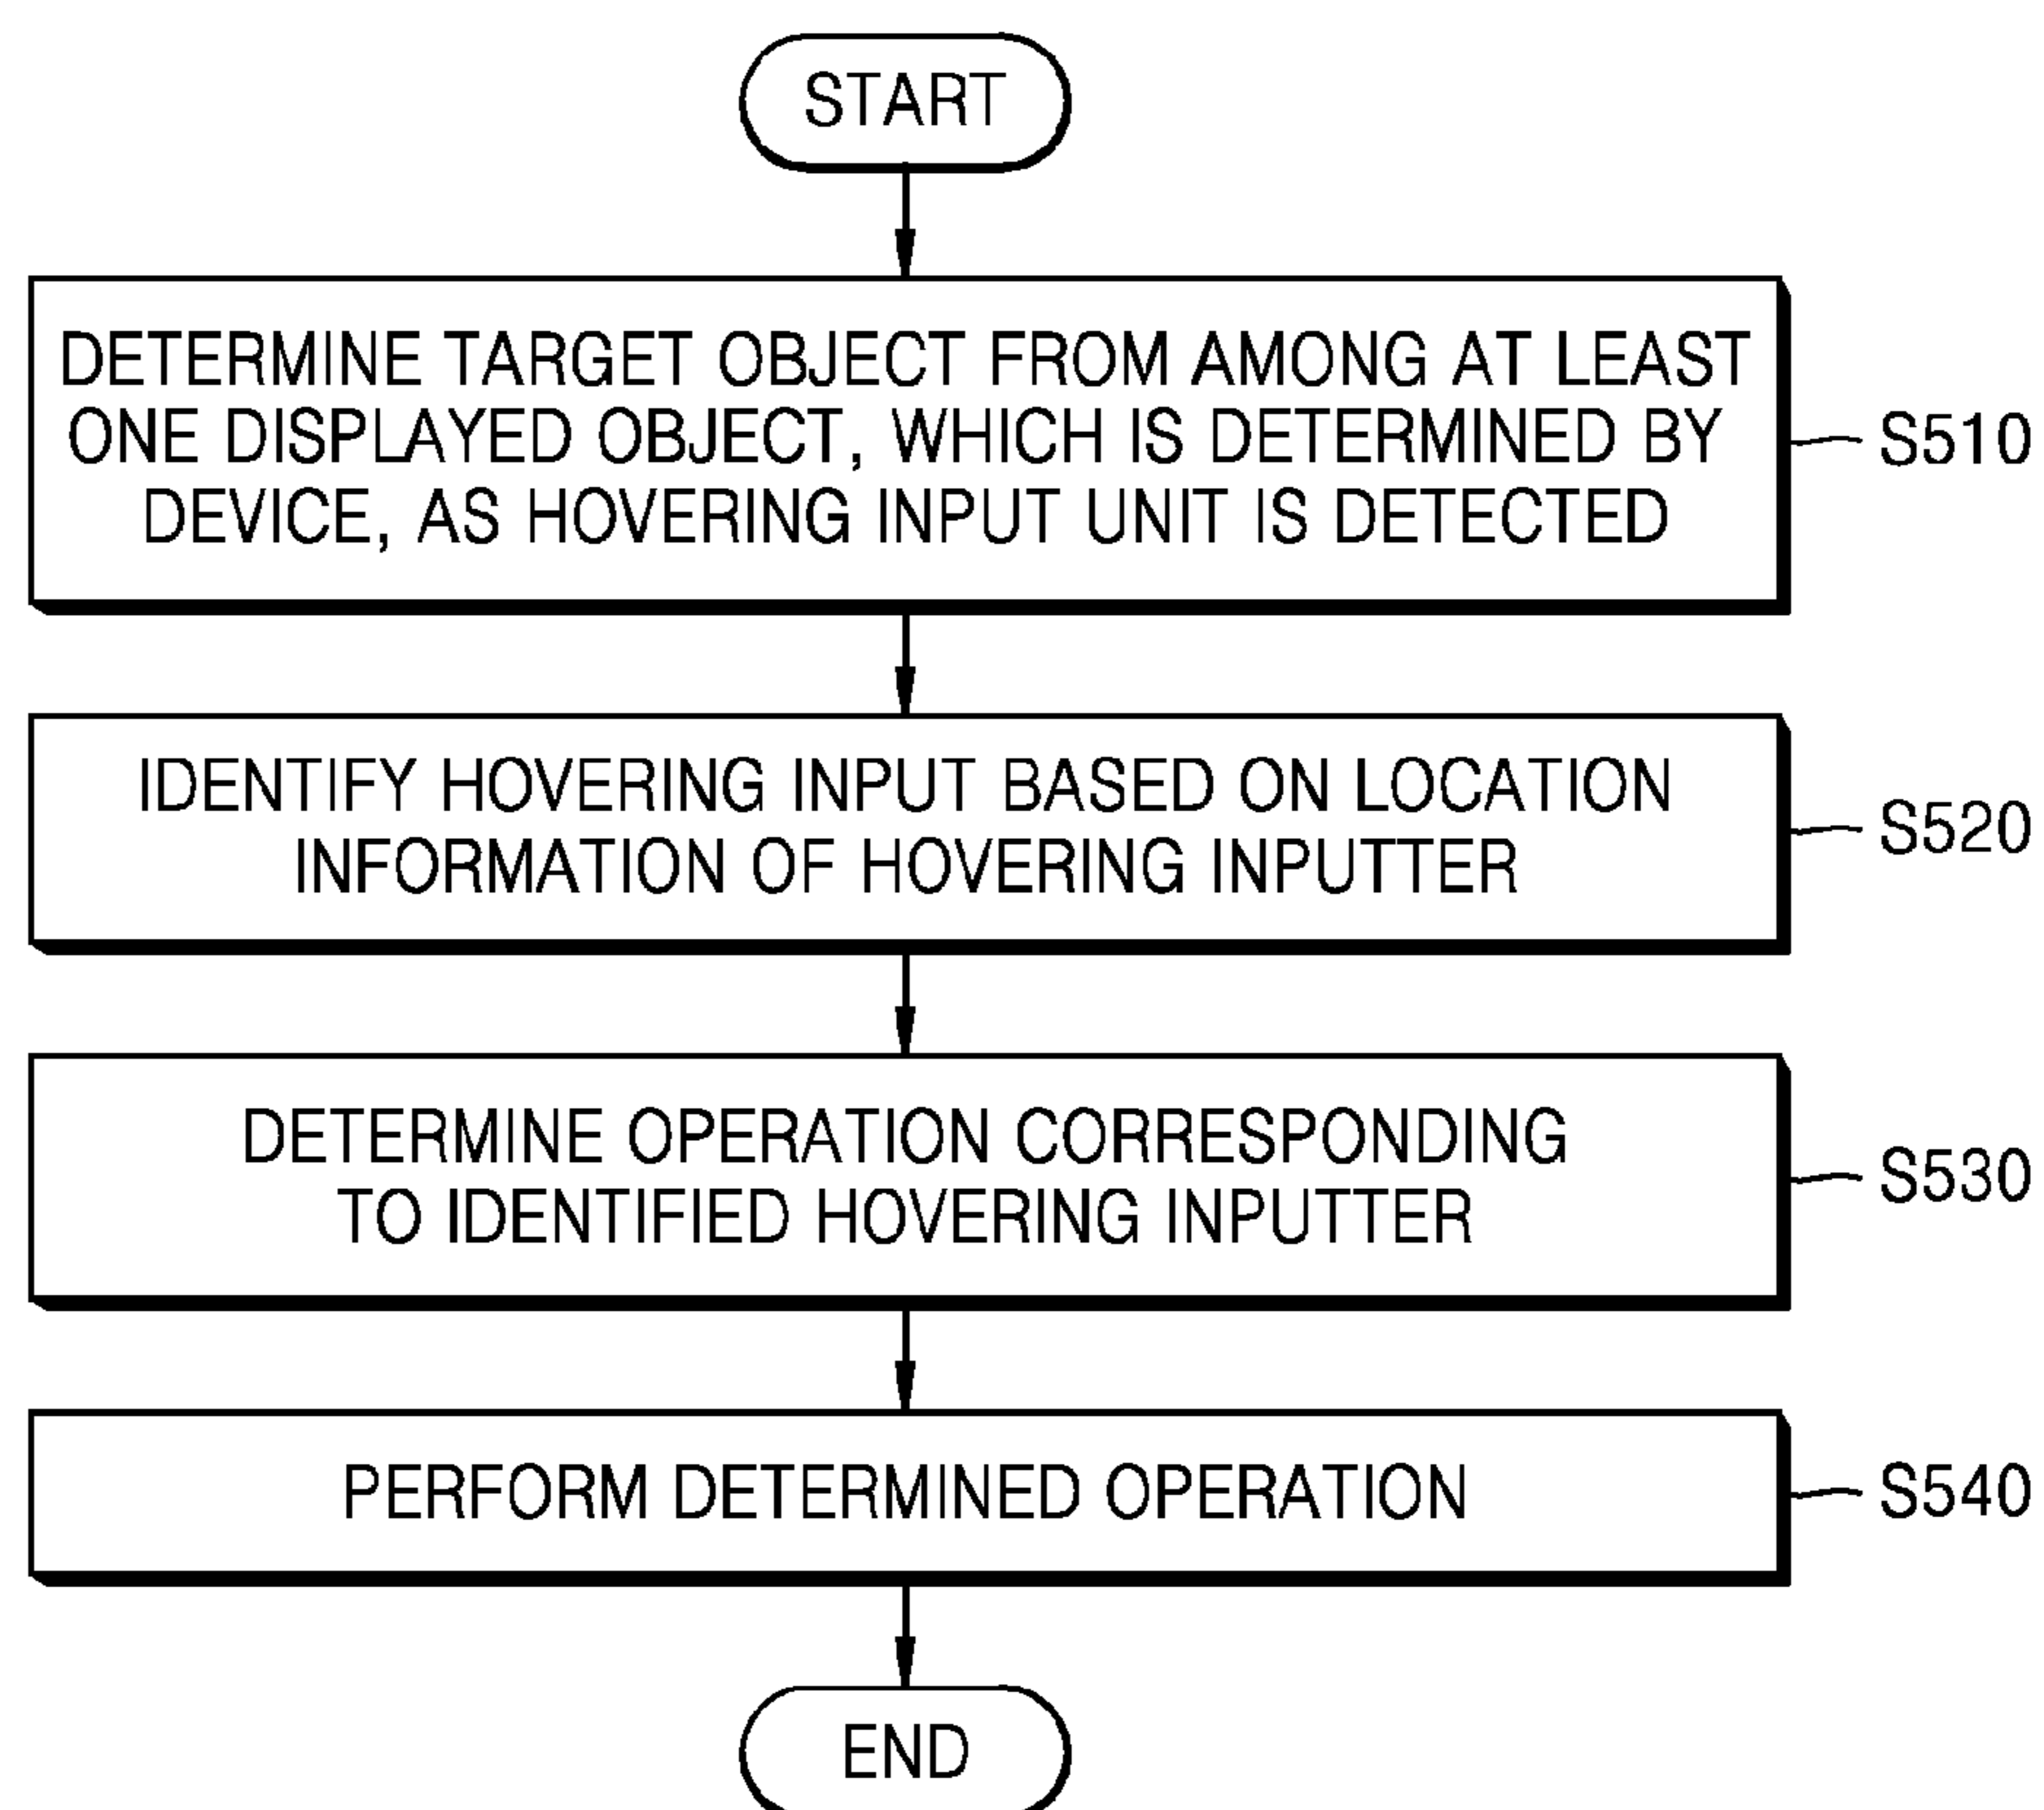 START
DETERMINE TARGET OBJECT FROM AMONG AT LEAST
ONE DISPLAYED OBJECT, WHICH IS DETERMINED BY
DEVICE, AS HOVERING INPUT UNIT IS DETECTED
S510
IDENTIFY HOVERING INPUT BASED ON LOCATION
INFORMATION OF HOVERING INPUTTER
S520
DETERMINE OPERATION CORRESPONDING
TO IDENTIFIED HOVERING INPUTTER
S530
PERFORM DETERMINED OPERATION
S540
END